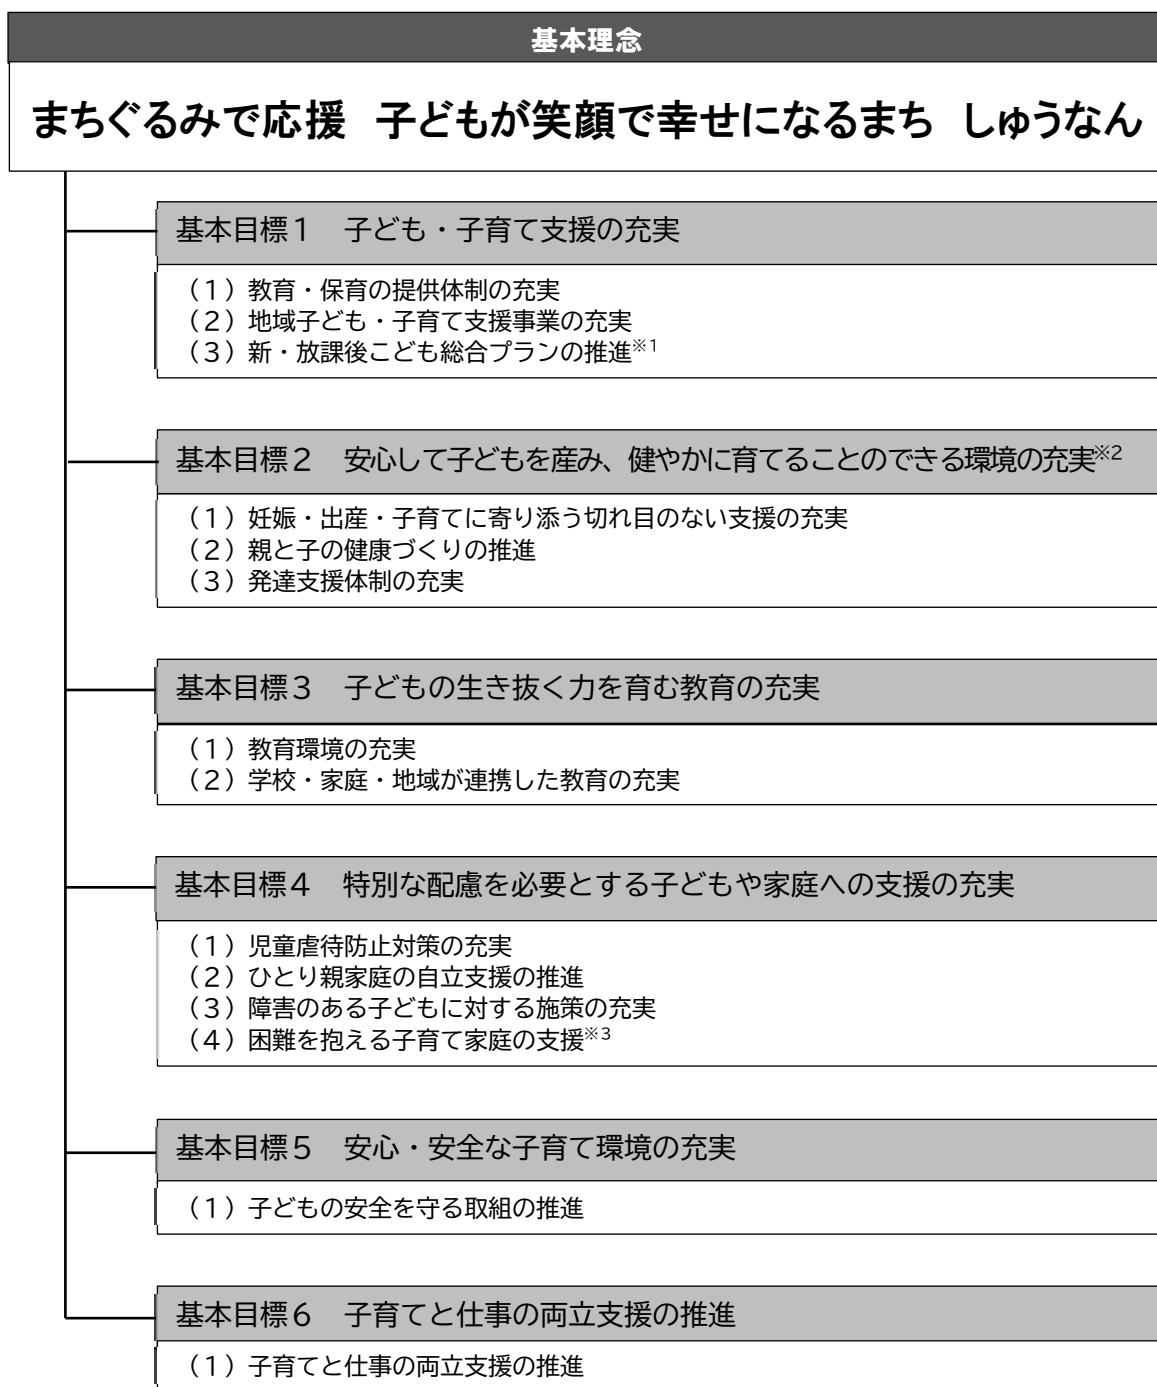 基本理念
まちぐるみで応援　子どもが笑顔で幸せになるまち　しゅうなん
基本目標１　子ども・子育て支援の充実
（１）教育・保育の提供体制の充実
（２）地域子ども・子育て支援事業の充実
（３）新・放課後こども総合プランの推進※1
基本目標２　安心して子どもを産み、健やかに育てることのできる環境の充実※2
（１）妊娠・出産・子育てに寄り添う切れ目のない支援の充実
（２）親と子の健康づくりの推進
（３）発達支援体制の充実
基本目標３　子どもの生き抜く力を育む教育の充実
（１）教育環境の充実
（２）学校・家庭・地域が連携した教育の充実
基本目標４　特別な配慮を必要とする子どもや家庭への支援の充実
（１）児童虐待防止対策の充実
（２）ひとり親家庭の自立支援の推進
（３）障害のある子どもに対する施策の充実
（４）困難を抱える子育て家庭の支援※3
基本目標５　安心・安全な子育て環境の充実
（１）子どもの安全を守る取組の推進
基本目標６　子育てと仕事の両立支援の推進
（１）子育てと仕事の両立支援の推進